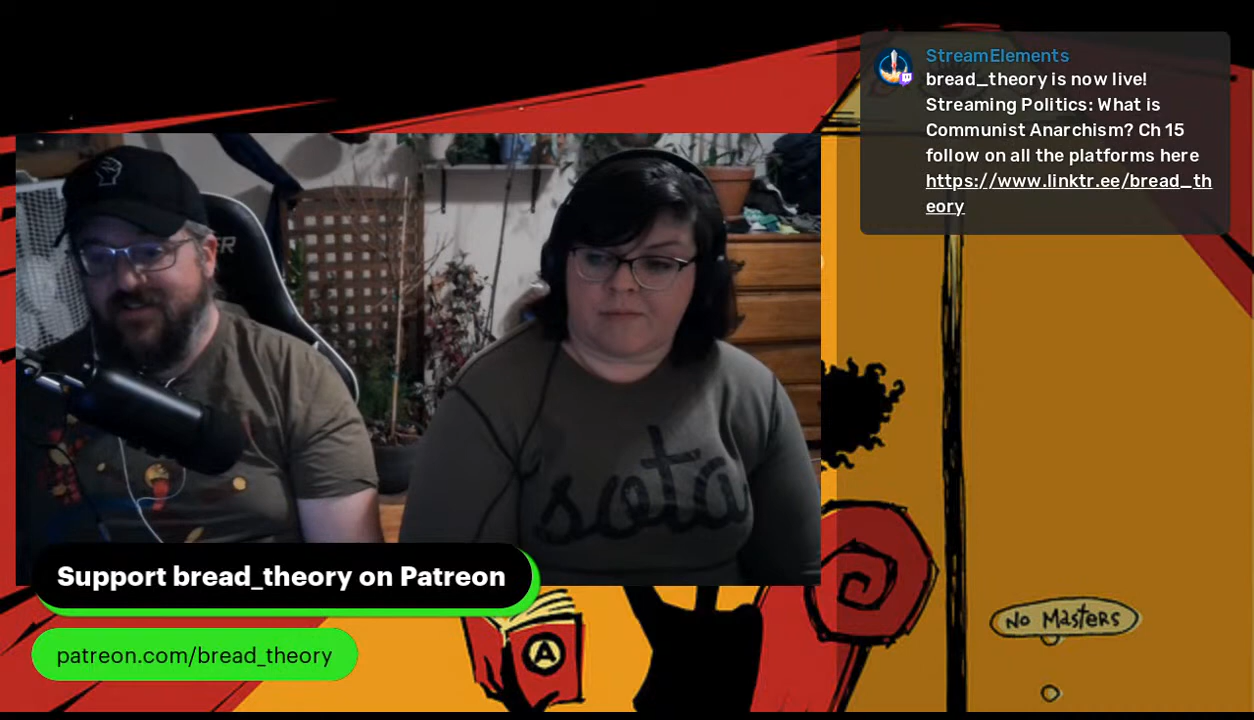 StreamElements
bread_theory is now live!
Streaming Politics: What is
Communist Anarchism? Ch 15
follow on all the platforms here
https://www.linktr.ee/bread_th
eory
sota
Support bread_theory on Patreon
patreon.com/bread_theory
A
No Masters